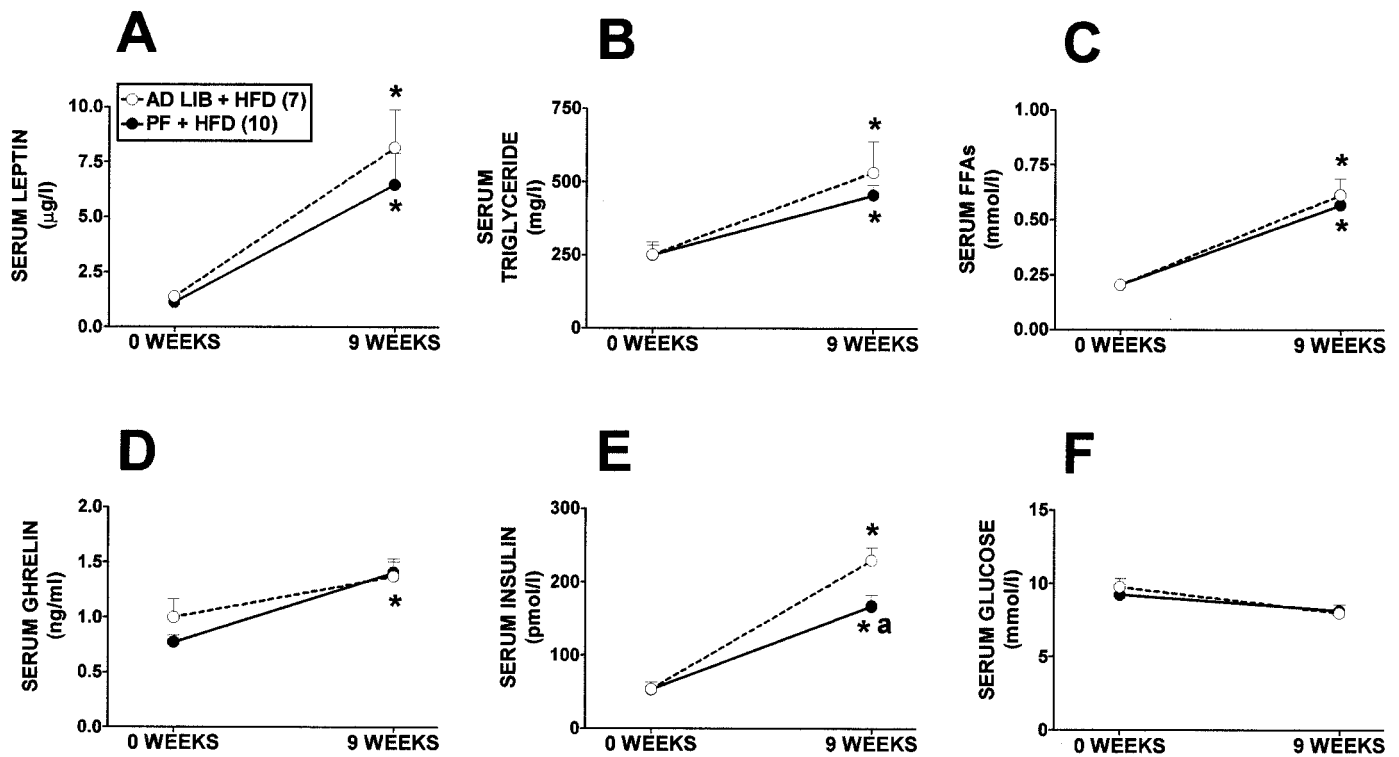 A
SERUM LEPTIN
(µg/l)
10.0
7.5
5.0
2.5
0.0
AD LIB + HFD (7)
PF + HFD (10)
*
*
0 WEEKS
9 WEEKS
B
SERUM
TRIGLYCERIDE
(mg/l)
750
500
250
0
*
*
0 WEEKS
9 WEEKS
C
SERUM FFAs
(mmol/l)
1.00
0.75
0.50
0.25
0.00
*
*
0 WEEKS
9 WEEKS
D
SERUM GHRELIN
(ng/ml)
2.0
1.5
1.0
0.5
0.0
*
0 WEEKS
9 WEEKS
E
SERUM INSULIN
(pmol/l)
300
200
100
0
*
* a
0 WEEKS
9 WEEKS
F
SERUM GLUCOSE
(mmol/l)
15
10
5
0
0 WEEKS
9 WEEKS